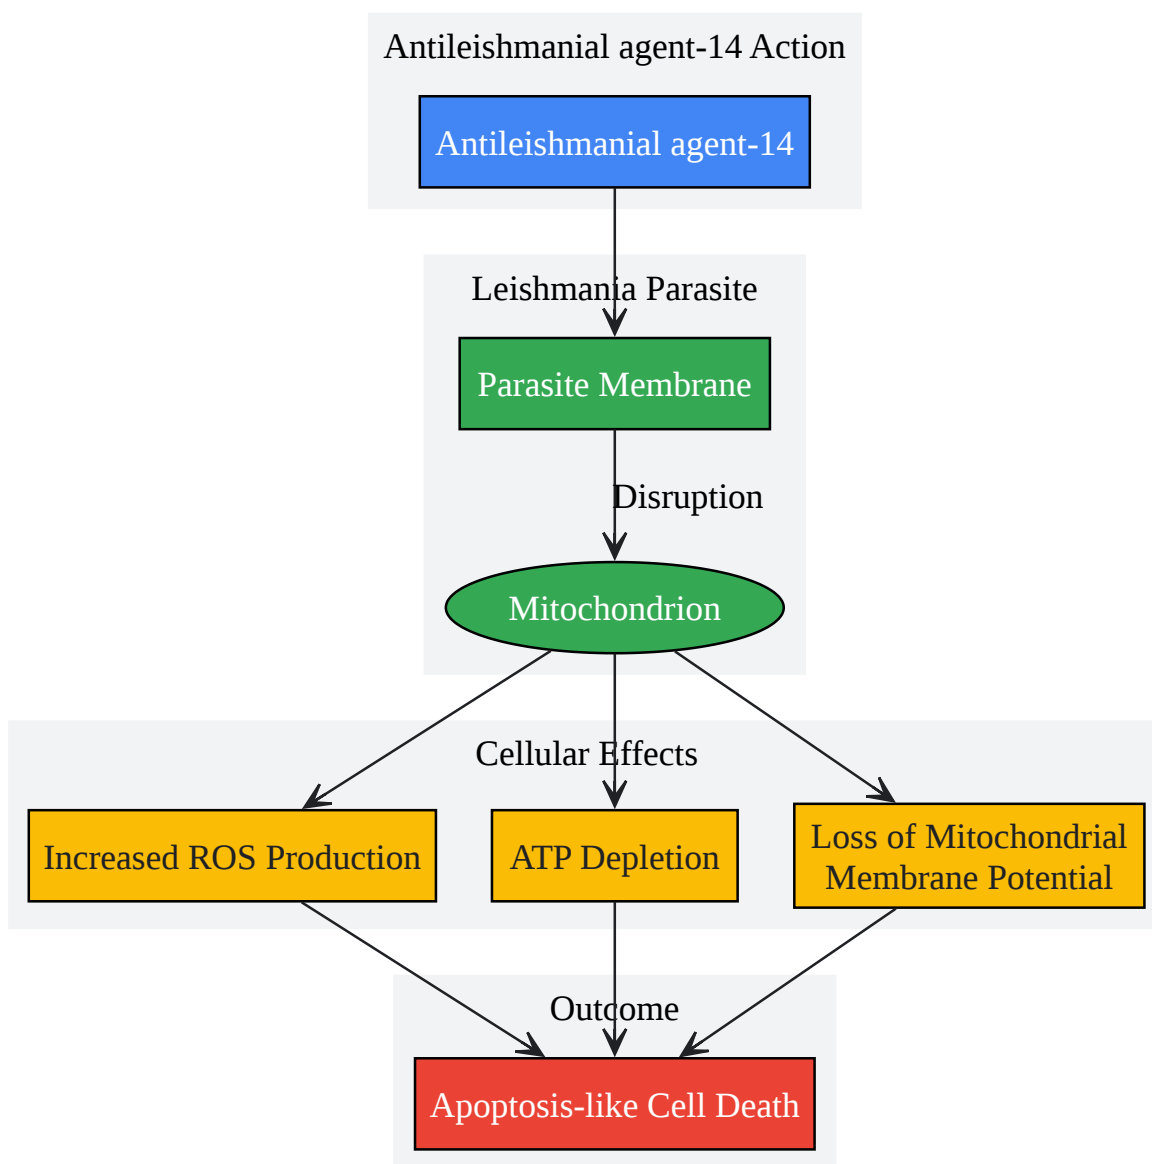 Antileishmanial agent-14 Action
Antileishmanial agent-14
Leishmania Parasite
Parasite Membrane
Disruption
Mitochondrion
Cellular Effects
Increased ROS Production
ATP Depletion
Loss of Mitochondrial
Membrane Potential
Outcome
Apoptosis-like Cell Death